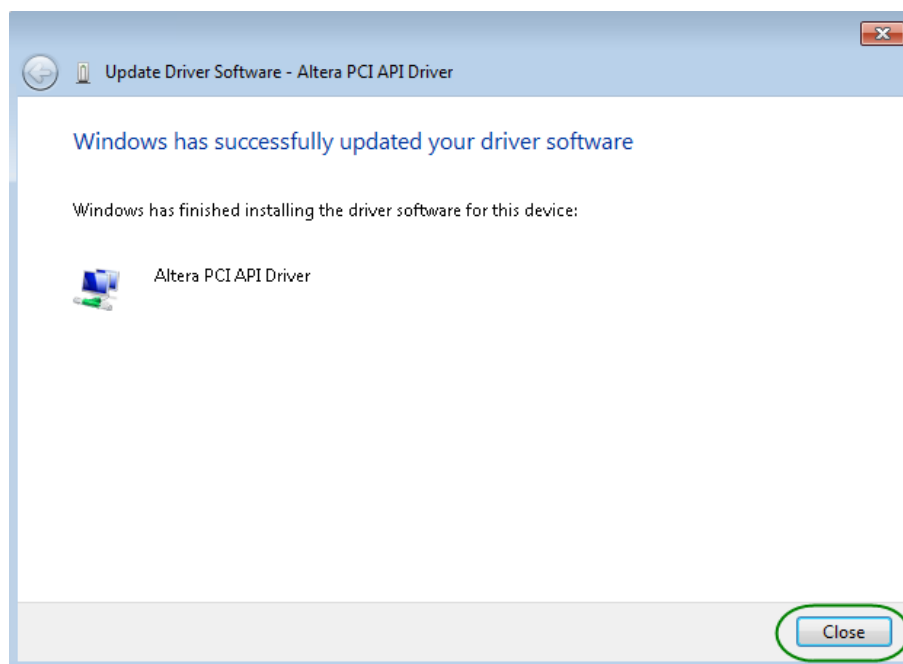 Update Driver Software - Altera PCI API Driver
Windows has successfully updated your driver software
Windows has finished installing the driver software for this device:
Altera PCI API Driver
Close